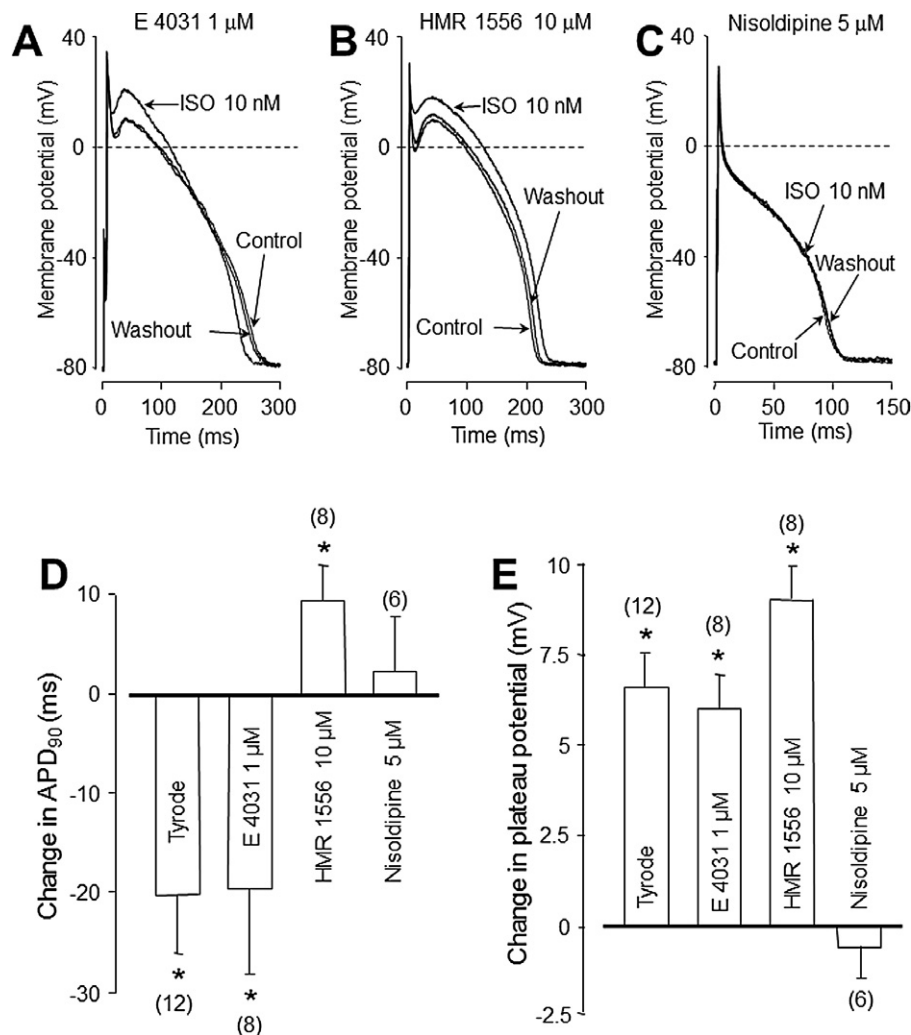 A
E 4031 1 µM
40
0
-40
-80
Membrane potential (mV)
ISO 10 nM
Control
Washout
0 100 200 300
Time (ms)
B
HMR 1556 10 µM
40
0
-40
-80
Membrane potential (mV)
ISO 10 nM
Washout
Control
0 100 200 300
Time (ms)
C
Nisoldipine 5 µM
40
0
-40
-80
Membrane potential (mV)
ISO 10 nM
Washout
Control
0 50 100 150
Time (ms)
D
10
0
-10
-20
-30
Change in APD90 (ms)
Tyrode
E 4031 1 µM
HMR 1556 10 µM
Nisoldipine 5 µM
*
(12)
*
(8)
(8)
*
(6)
E
10
7.5
5
2.5
0
-2.5
Change in plateau potential (mV)
(12)
*
(8)
*
(8)
*
Tyrode
E 4031 1 µM
HMR 1556 10 µM
Nisoldipine 5 µM
(6)